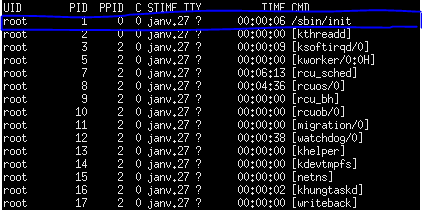 UID PID PPID C STIME TTY TIME CMD
root 1 0 0 janv.27 ? 00:00:06 /sbin/init
root 2 0 0 janv.27 ? 00:00:00 [kthreadd]
root 3 2 0 janv.27 ? 00:00:09 [ksoftirqd/0]
root 5 2 0 janv.27 ? 00:00:00 [kworker/0:0H]
root 7 2 0 janv.27 ? 00:06:13 [rcu_sched]
root 8 2 0 janv.27 ? 00:04:36 [rcuos/0]
root 9 2 0 janv.27 ? 00:00:00 [rcu_bh]
root 10 2 0 janv.27 ? 00:00:00 [rcuob/0]
root 11 2 0 janv.27 ? 00:00:00 [migration/0]
root 12 2 0 janv.27 ? 00:00:38 [watchdog/0]
root 13 2 0 janv.27 ? 00:00:00 [khelper]
root 14 2 0 janv.27 ? 00:00:00 [kdevtmpfs]
root 15 2 0 janv.27 ? 00:00:00 [netns]
root 16 2 0 janv.27 ? 00:00:02 [khungtaskd]
root 17 2 0 janv.27 ? 00:00:00 [writeback]